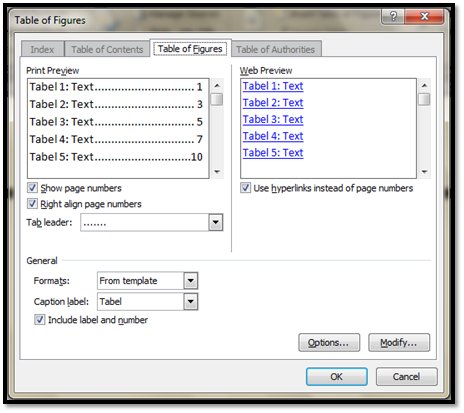 Table of Figures
Index Table of Contents Table of Figures Table of Authorities
Print Preview
Tabel 1: Text.................................... 1
Tabel 2: Text.................................... 3
Tabel 3: Text.................................... 5
Tabel 4: Text.................................... 7
Tabel 5: Text...................................10
Web Preview
Tabel 1: Text
Tabel 2: Text
Tabel 3: Text
Tabel 4: Text
Tabel 5: Text
Show page numbers
Right align page numbers
Tab leader: .......
Use hyperlinks instead of page numbers
General
Formats: From template
Caption label: Tabel
Include label and number
Options... Modify...
OK Cancel